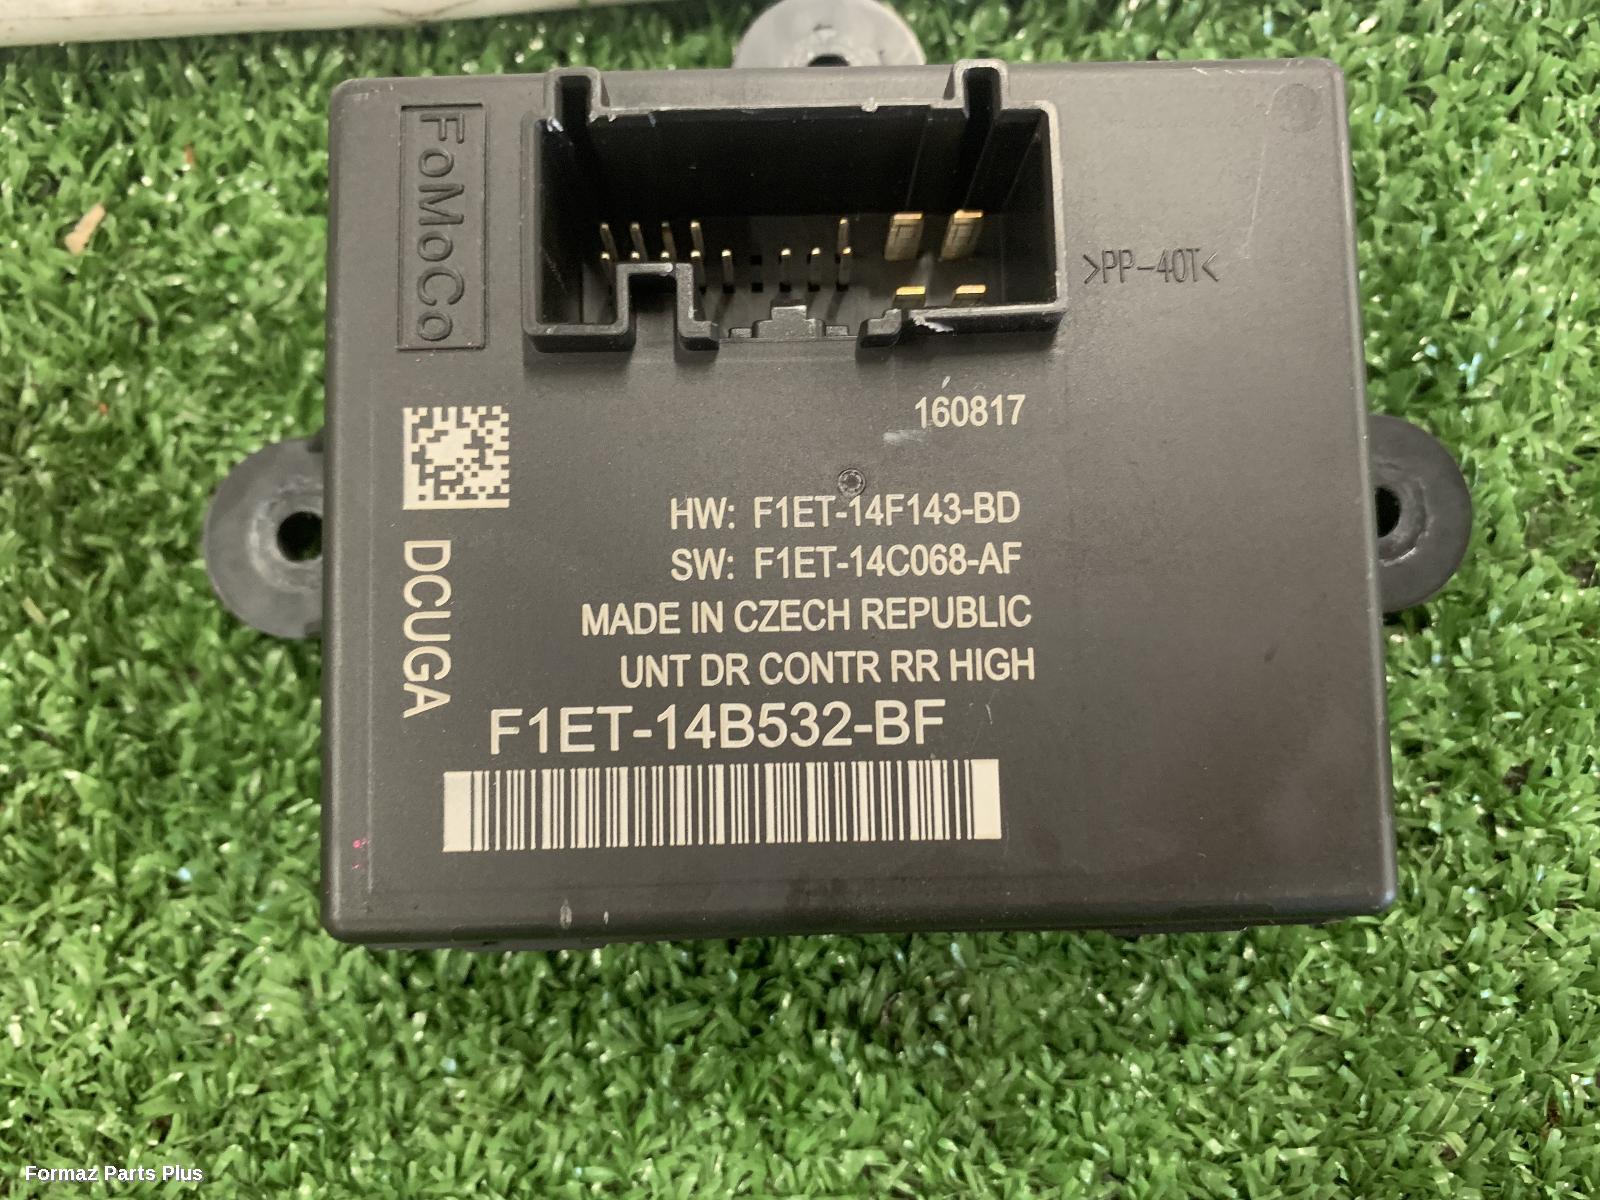 FoMoCo
>PP-40T<
160817
HW: F1ET-14F143-BD
SW: F1ET-14C068-AF
MADE IN CZECH REPUBLIC
UNT DR CONTR RR HIGH
DCUGA
F1ET-14B532-BF
Formaz Parts Plus